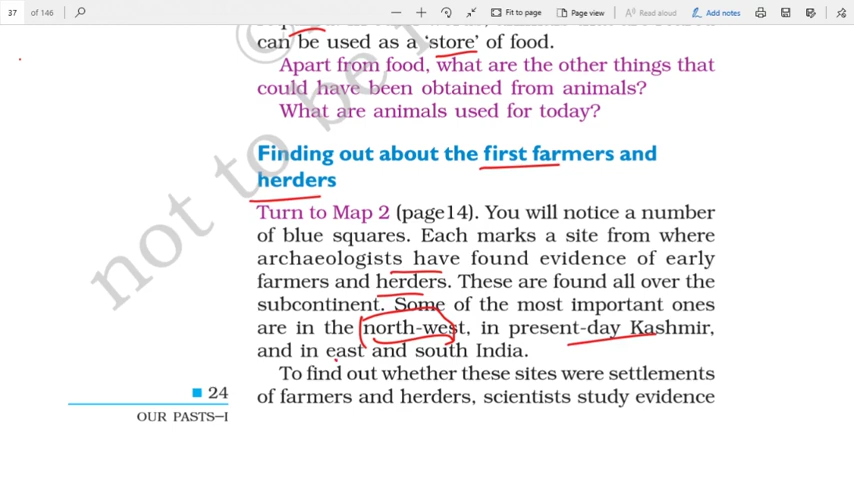 37 of 146 Fit to page Page view Read aloud Add notes
can be used as a ‘store’ of food.
Apart from food, what are the other things that
could have been obtained from animals?
What are animals used for today?
Finding out about the first farmers and
herders
Turn to Map 2 (page14). You will notice a number
of blue squares. Each marks a site from where
archaeologists have found evidence of early
farmers and herders. These are found all over the
subcontinent. Some of the most important ones
are in the north-west, in present-day Kashmir,
and in east and south India.
To find out whether these sites were settlements
of farmers and herders, scientists study evidence
24
OUR PASTS–I
not to be